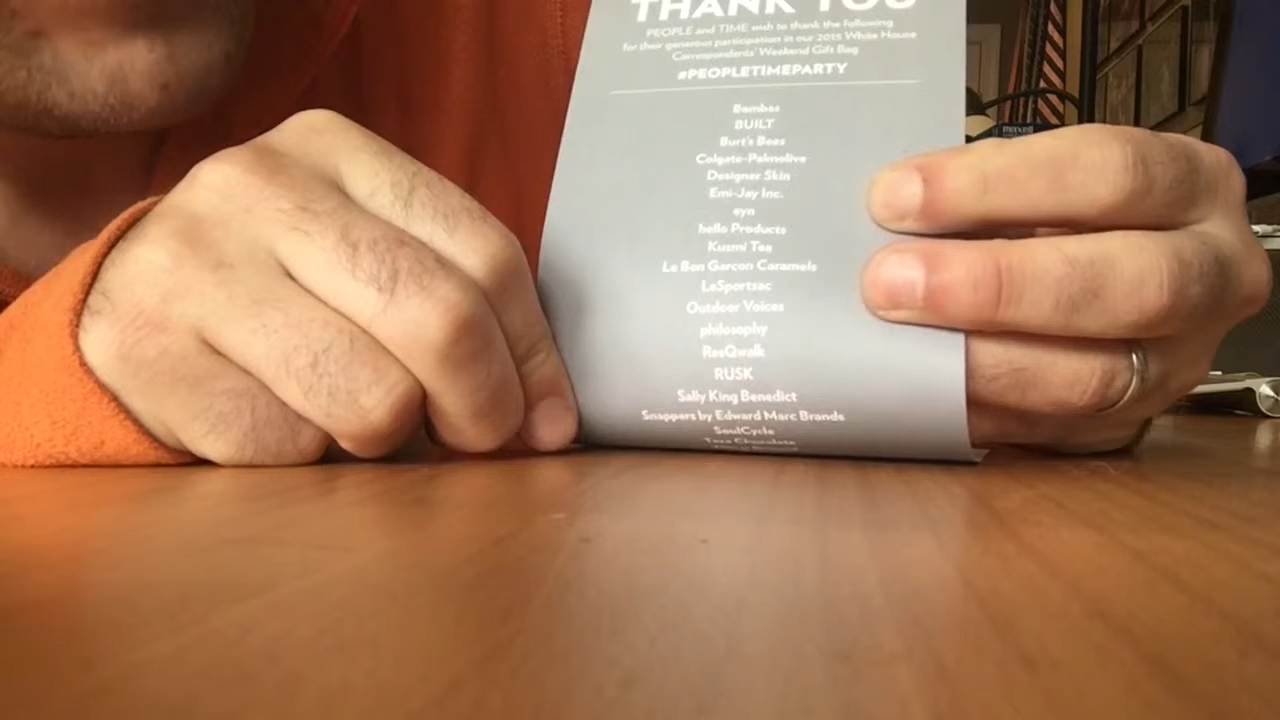 THANK YOU
PEOPLE and TIME wish to thank the following
for their generous participation in our 2015 White House
Correspondents' Weekend Gift Bag
#PEOPLETIMEPARTY
Bombas
BUILT
Burt's Bees
Colgate-Palmolive
Designer Skin
Emi-Jay Inc.
eyn
hello Products
Kusmi Tea
Le Bon Garcon Caramels
LeSportsac
Outdoor Voices
philosophy
ResQwalk
RUSK
Sally King Benedict
Snappers by Edward Marc Brands
SoulCycle
Taza Chocolate
maxell